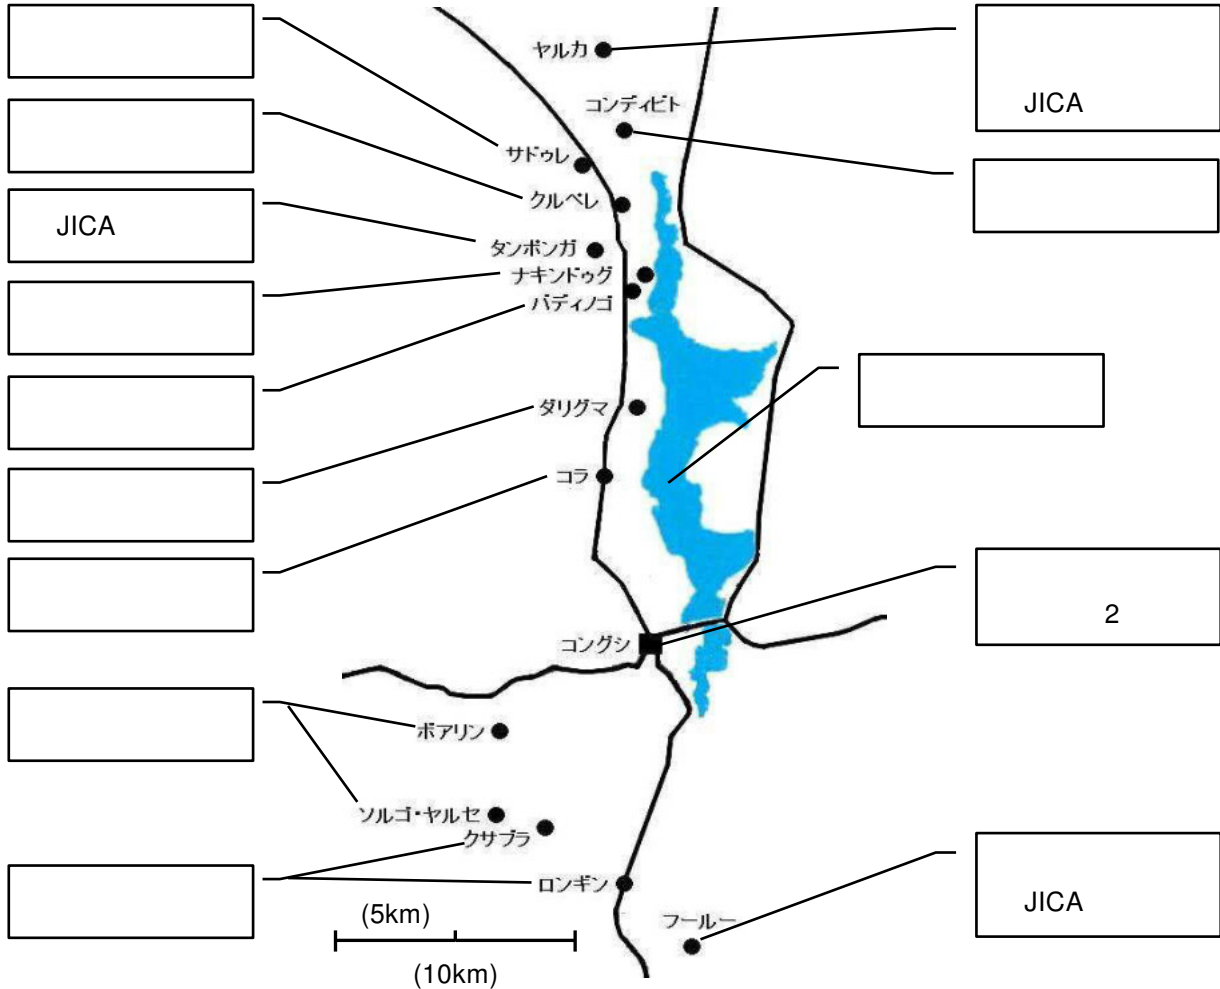 ヤルカ
JICA
コンディビト
サドゥレ
クルペレ
JICA
タンボンガ
ナキンドゥグ
バディノゴ
ダリグマ
コラ
2
コングシ
ボアリン
ソルゴ・ヤルセ
クサブラ
ロンギン
(5km)
フールー
JICA
(10km)